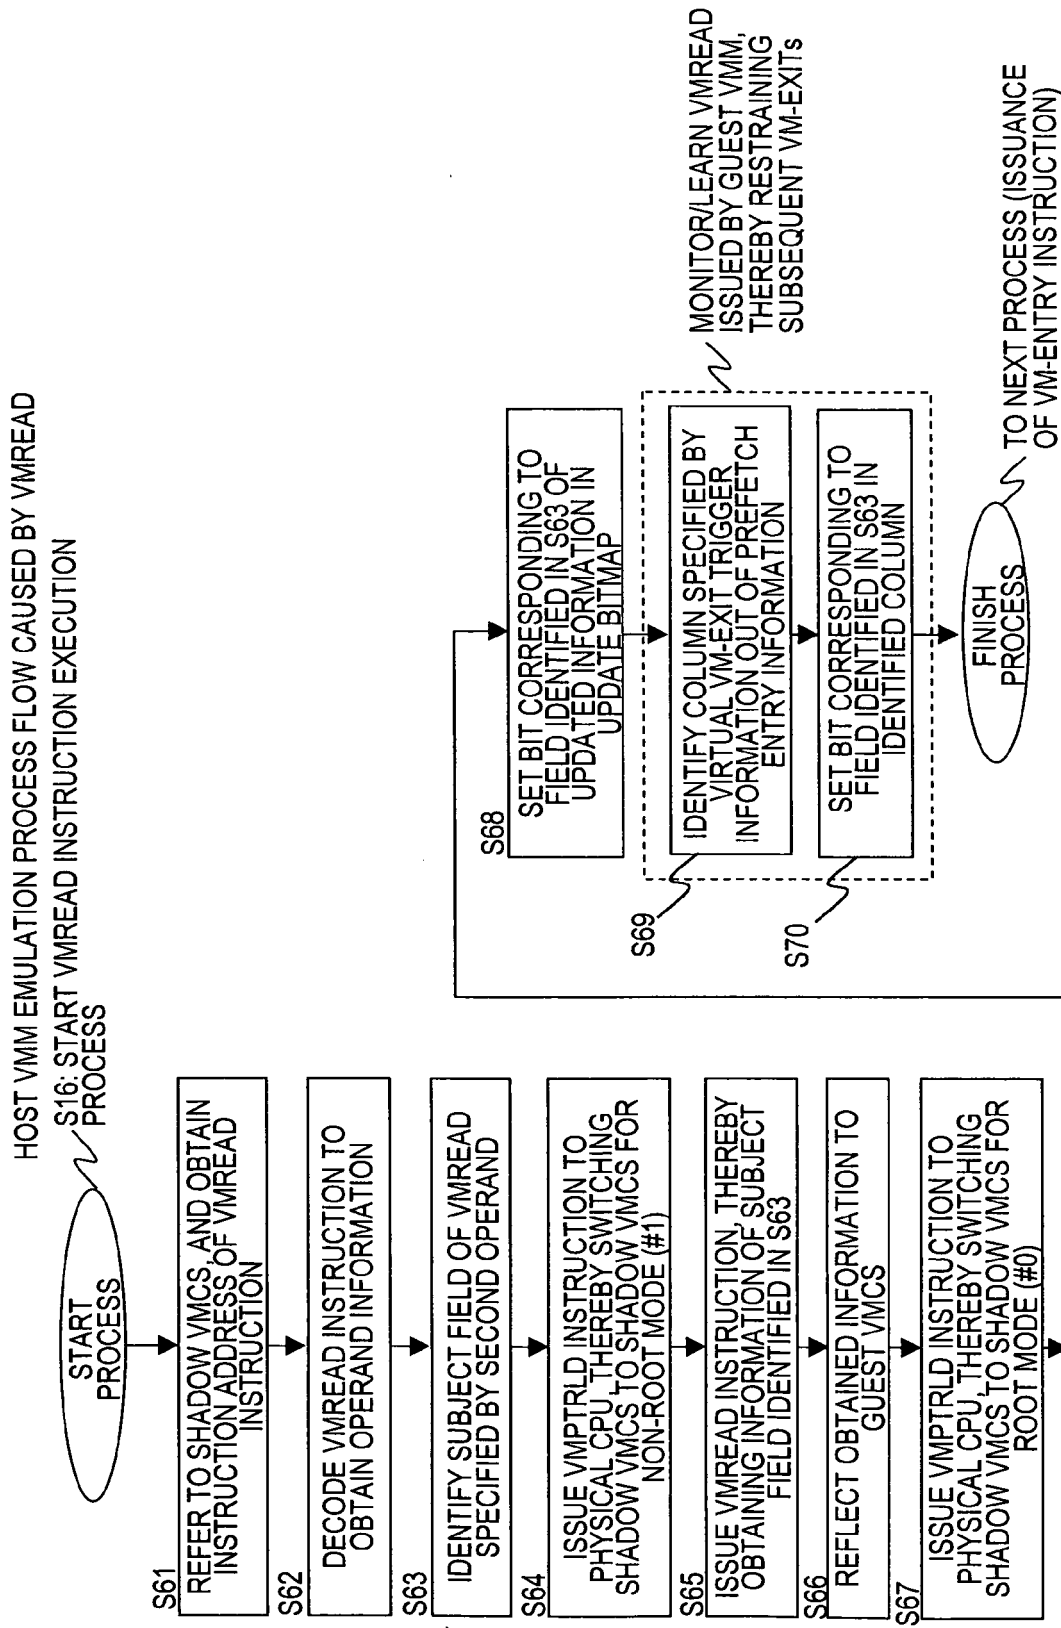 HOST VMM EMULATION PROCESS FLOW CAUSED BY VMREAD
S16: START VMREAD INSTRUCTION EXECUTION
PROCESS
START
PROCESS
S61
REFER TO SHADOW VMCS, AND OBTAIN
INSTRUCTION ADDRESS OF VMREAD
INSTRUCTION
S62
DECODE VMREAD INSTRUCTION TO
OBTAIN OPERAND INFORMATION
S63
IDENTIFY SUBJECT FIELD OF VMREAD
SPECIFIED BY SECOND OPERAND
S64
ISSUE VMPTRLD INSTRUCTION TO
PHYSICAL CPU, THEREBY SWITCHING
SHADOW VMCS TO SHADOW VMCS FOR
NON-ROOT MODE (#1)
S65
ISSUE VMREAD INSTRUCTION, THEREBY
OBTAINING INFORMATION OF SUBJECT
FIELD IDENTIFIED IN S63
S66
REFLECT OBTAINED INFORMATION TO
GUEST VMCS
S67
ISSUE VMPTRLD INSTRUCTION TO
PHYSICAL CPU, THEREBY SWITCHING
SHADOW VMCS TO SHADOW VMCS FOR
ROOT MODE (#0)
S68
SET BIT CORRESPONDING TO
FIELD IDENTIFIED IN S63 OF
UPDATED INFORMATION IN
UPDATE BITMAP
S69
IDENTIFY COLUMN SPECIFIED BY
VIRTUAL VM-EXIT TRIGGER
INFORMATION OUT OF PREFETCH
ENTRY INFORMATION
S70
SET BIT CORRESPONDING TO
FIELD IDENTIFIED IN S63 IN
IDENTIFIED COLUMN
MONITOR/LEARN VMREAD
ISSUED BY GUEST VMM,
THEREBY RESTRAINING
SUBSEQUENT VM-EXITs
FINISH
PROCESS
TO NEXT PROCESS (ISSUANCE
OF VM-ENTRY INSTRUCTION)